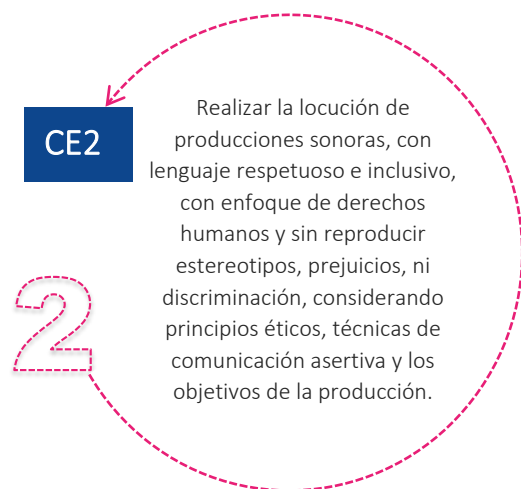 CE2
Realizar la locución de
producciones sonoras, con
lenguaje respetuoso e inclusivo,
con enfoque de derechos
humanos y sin reproducir
estereotipos, prejuicios, ni
discriminación, considerando
principios éticos, técnicas de
comunicación asertiva y los
objetivos de la producción.
2